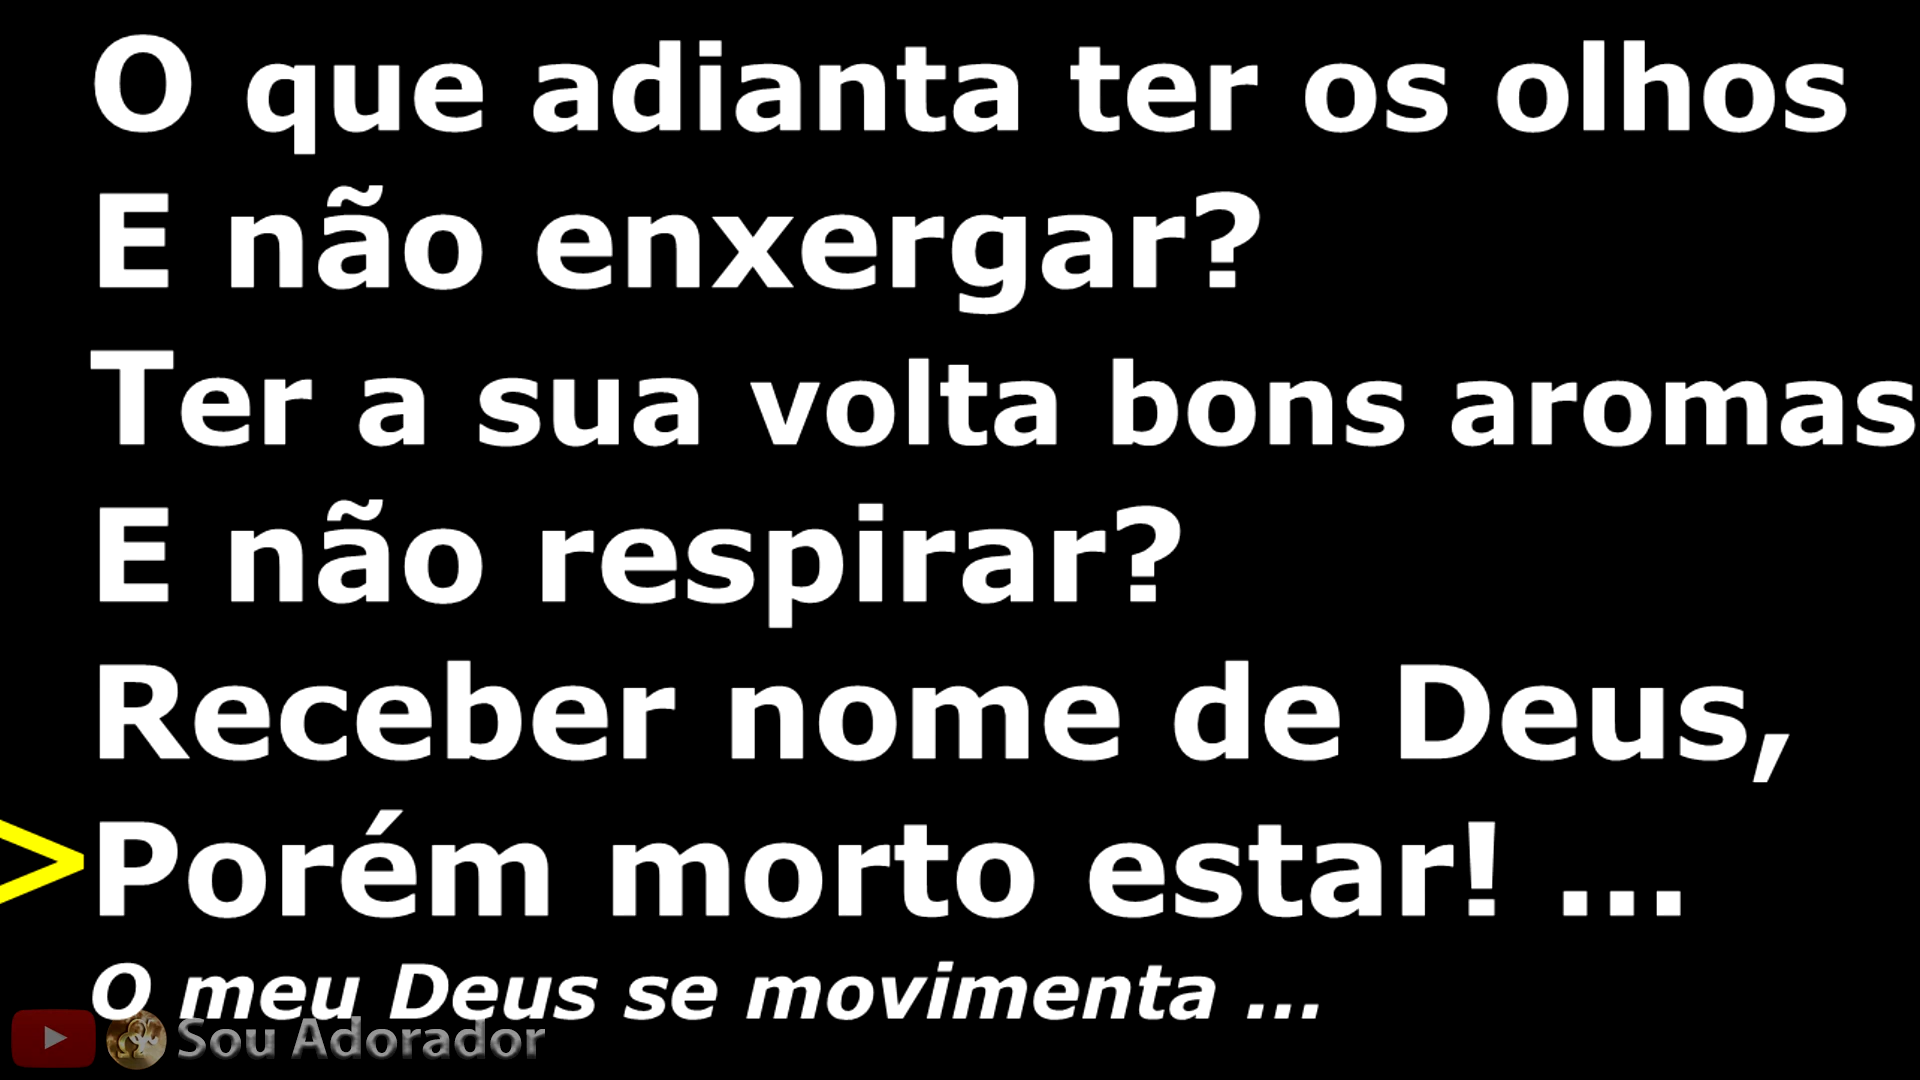 O que adianta ter os olhos
E não enxergar?
Ter a sua volta bons aromas
E não respirar?
Receber nome de Deus,
>Porém morto estar! ...
O meu Deus se movimenta ...
Sou Adorador